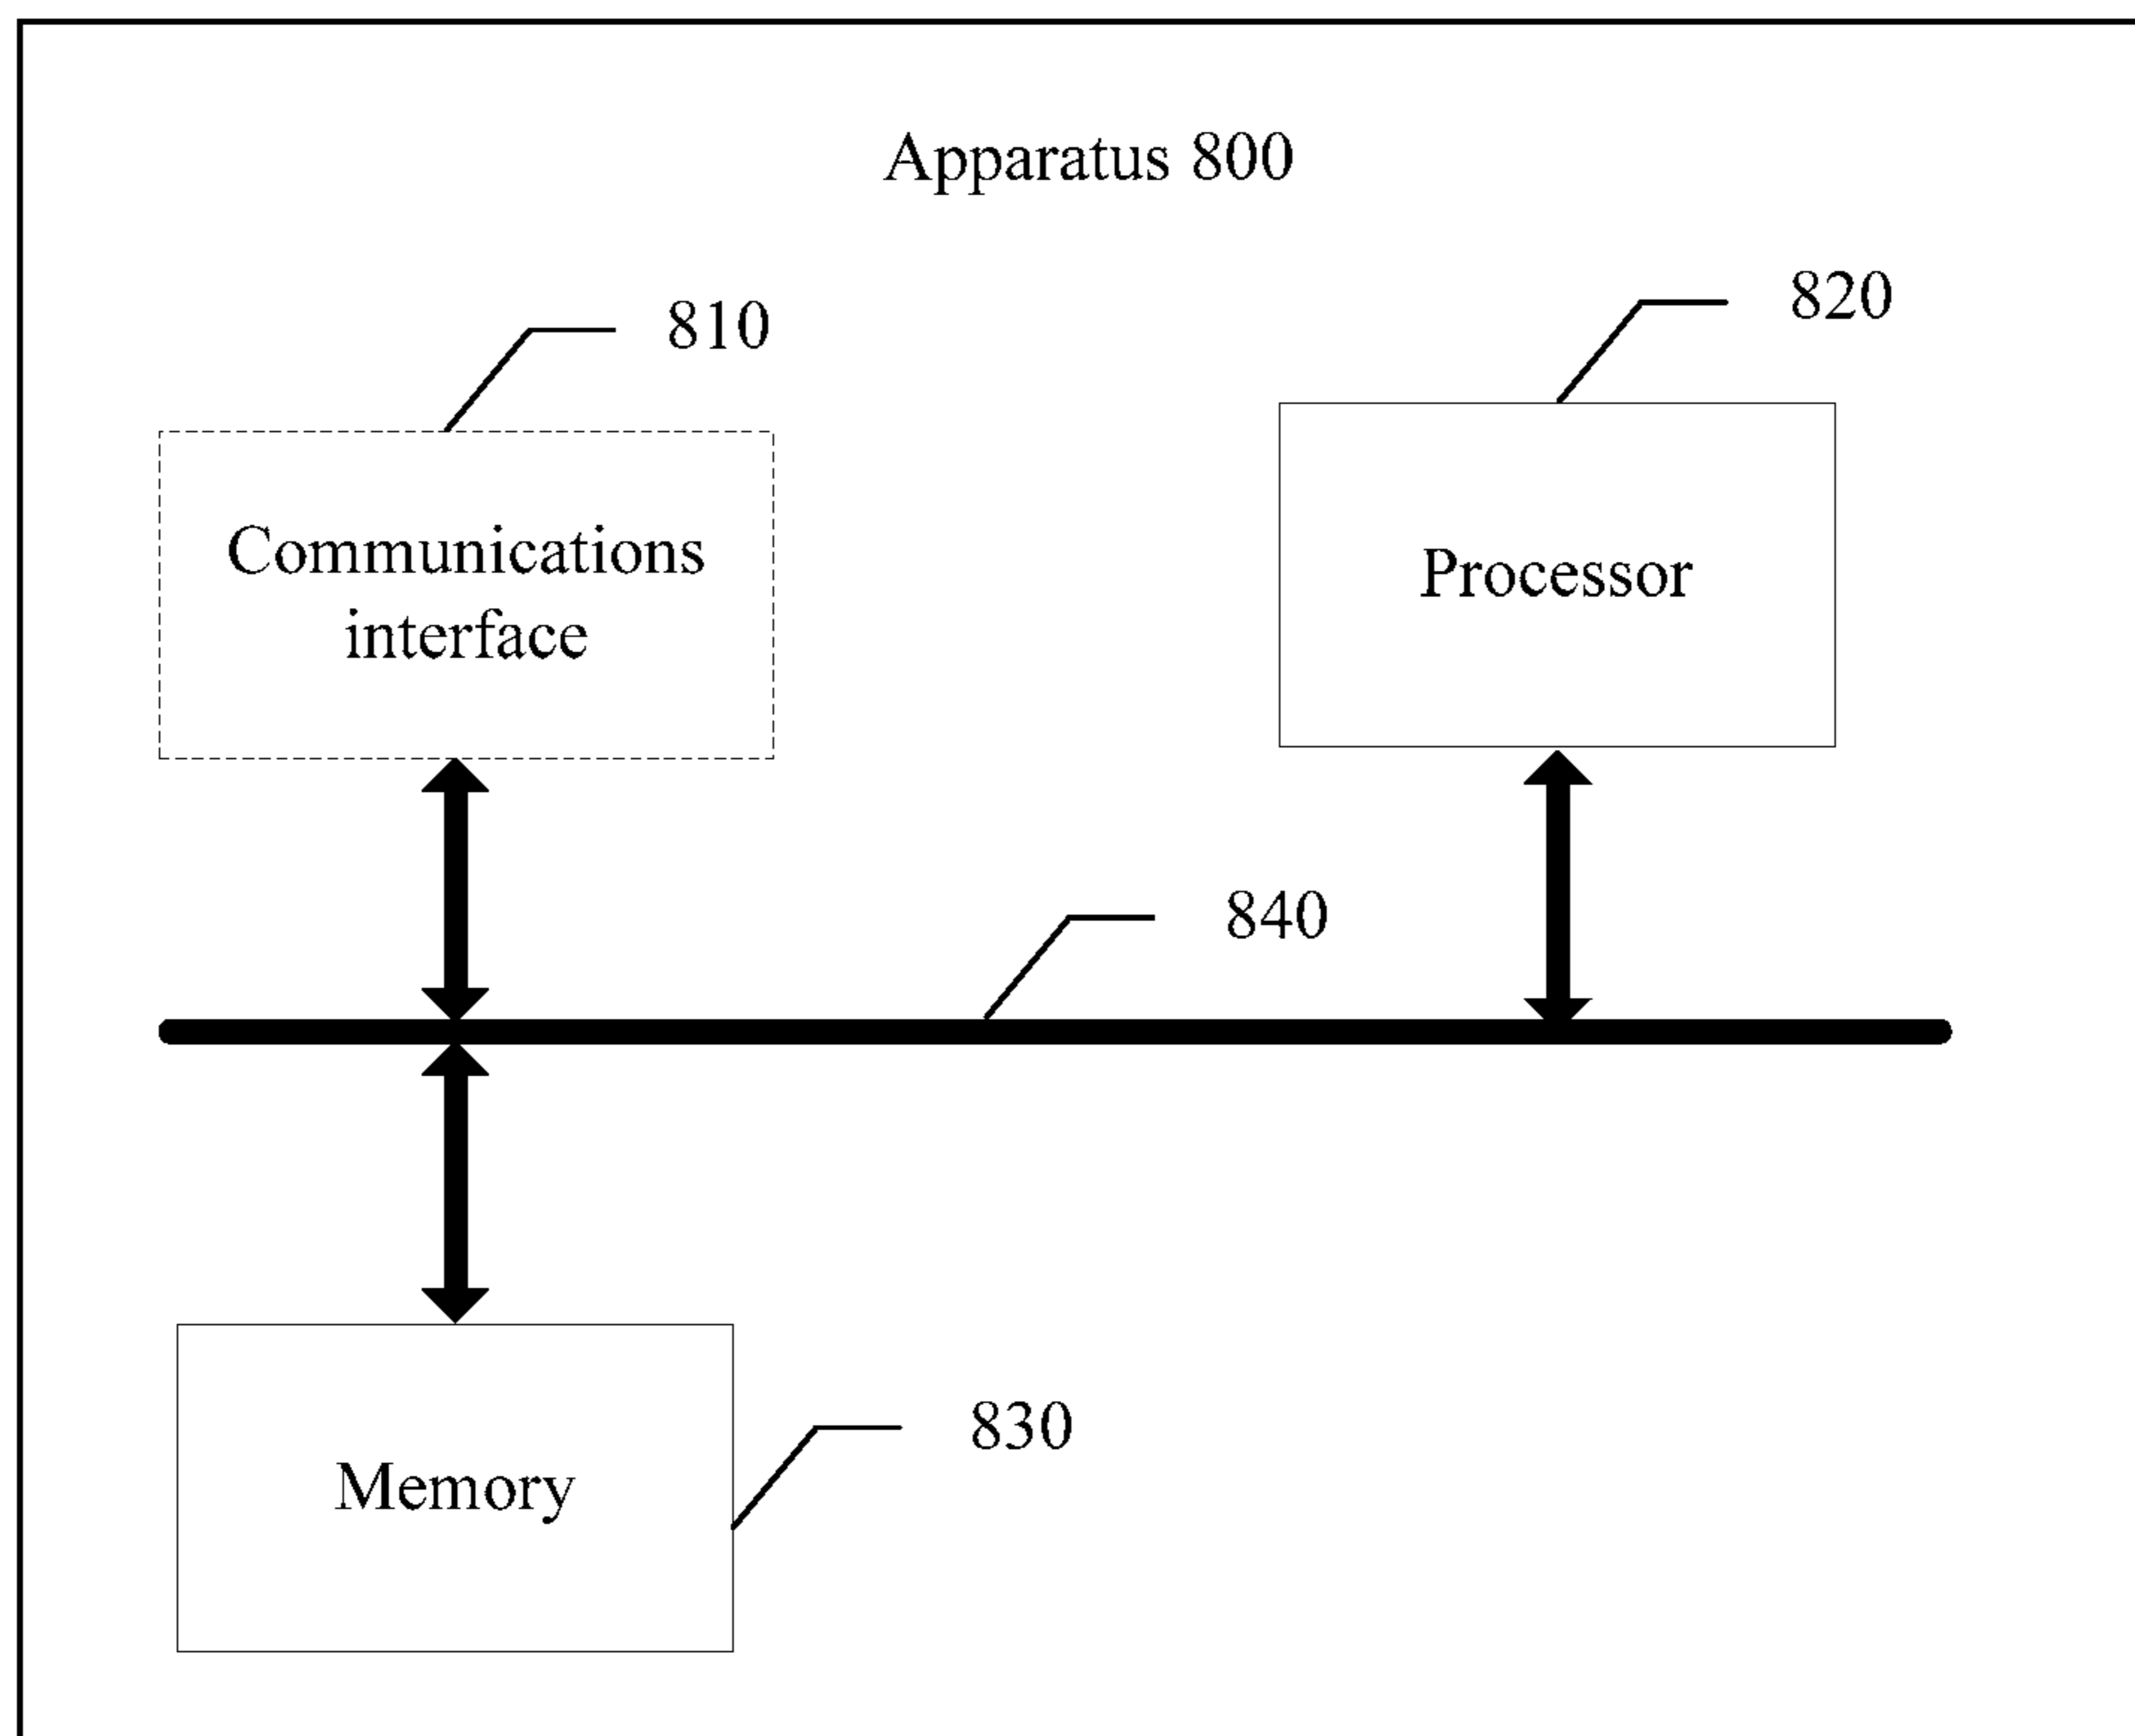 Apparatus 800
810
820
Communications
interface
Processor
840
830
Memory